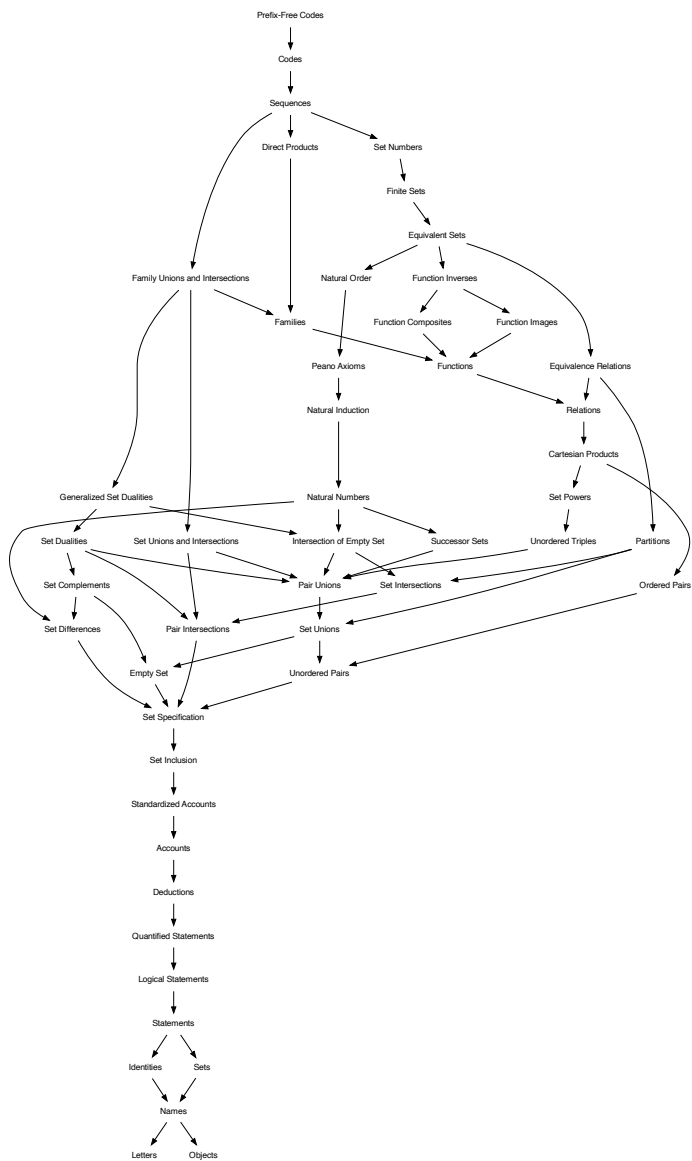 Prefix-Free Codes
Codes
Sequences
Direct Products
Set Numbers
Finite Sets
Equivalent Sets
Family Unions and Intersections
Natural Order
Function Inverses
Families
Function Composites
Function Images
Peano Axioms
Functions
Equivalence Relations
Natural Induction
Relations
Cartesian Products
Generalized Set Dualities
Natural Numbers
Set Powers
Set Dualities
Set Unions and Intersections
Intersection of Empty Set
Successor Sets
Unordered Triples
Partitions
Set Complements
Pair Unions
Set Intersections
Ordered Pairs
Set Differences
Pair Intersections
Set Unions
Empty Set
Unordered Pairs
Set Specification
Set Inclusion
Standardized Accounts
Accounts
Deductions
Quantified Statements
Logical Statements
Statements
Identities
Sets
Names
Letters
Objects